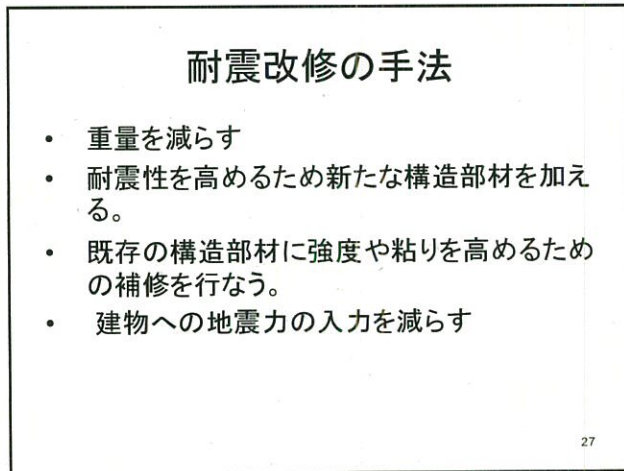 耐震改修の手法
• 重量を減らす
• 耐震性を高めるため新たな構造部材を加え
る。
• 既存の構造部材に強度や粘りを高めるため
の補修を行なう。
• 建物への地震力の入力を減らす
27